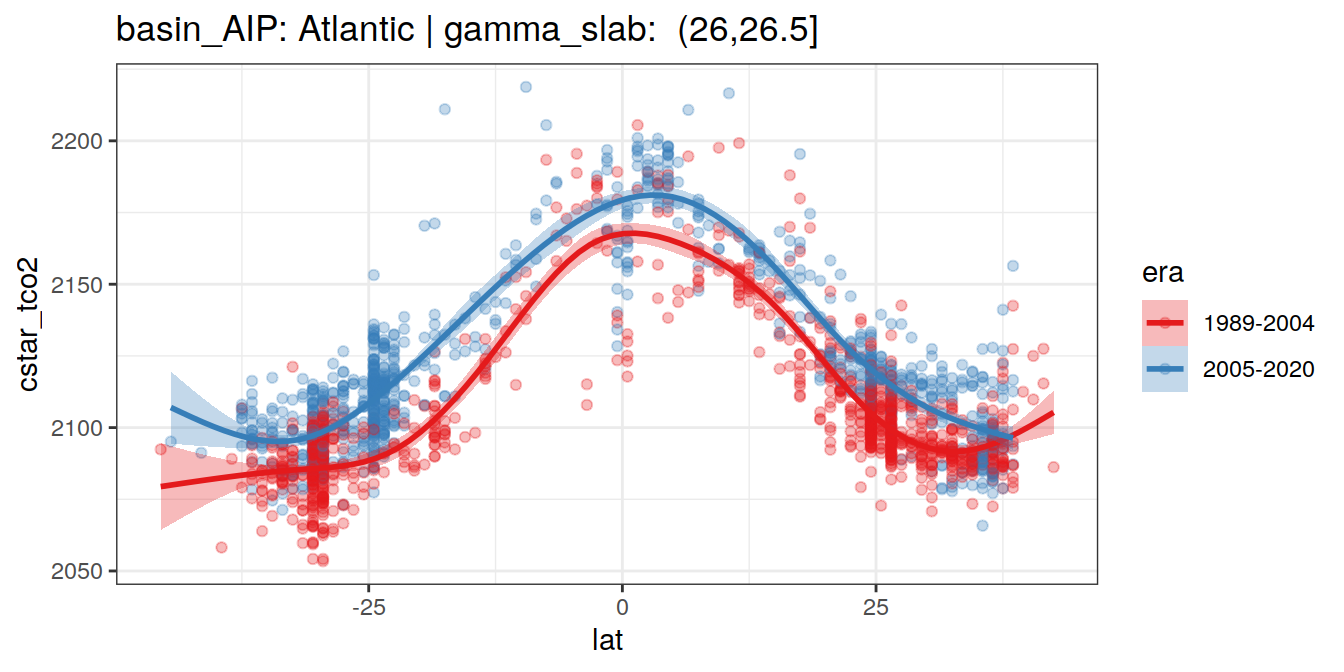 basin_AIP: Atlantic | gamma_slab:  (26,26.5]
cstar_tco2
2200
2150
2100
2050
-25
0
25
lat
era
1989-2004
2005-2020